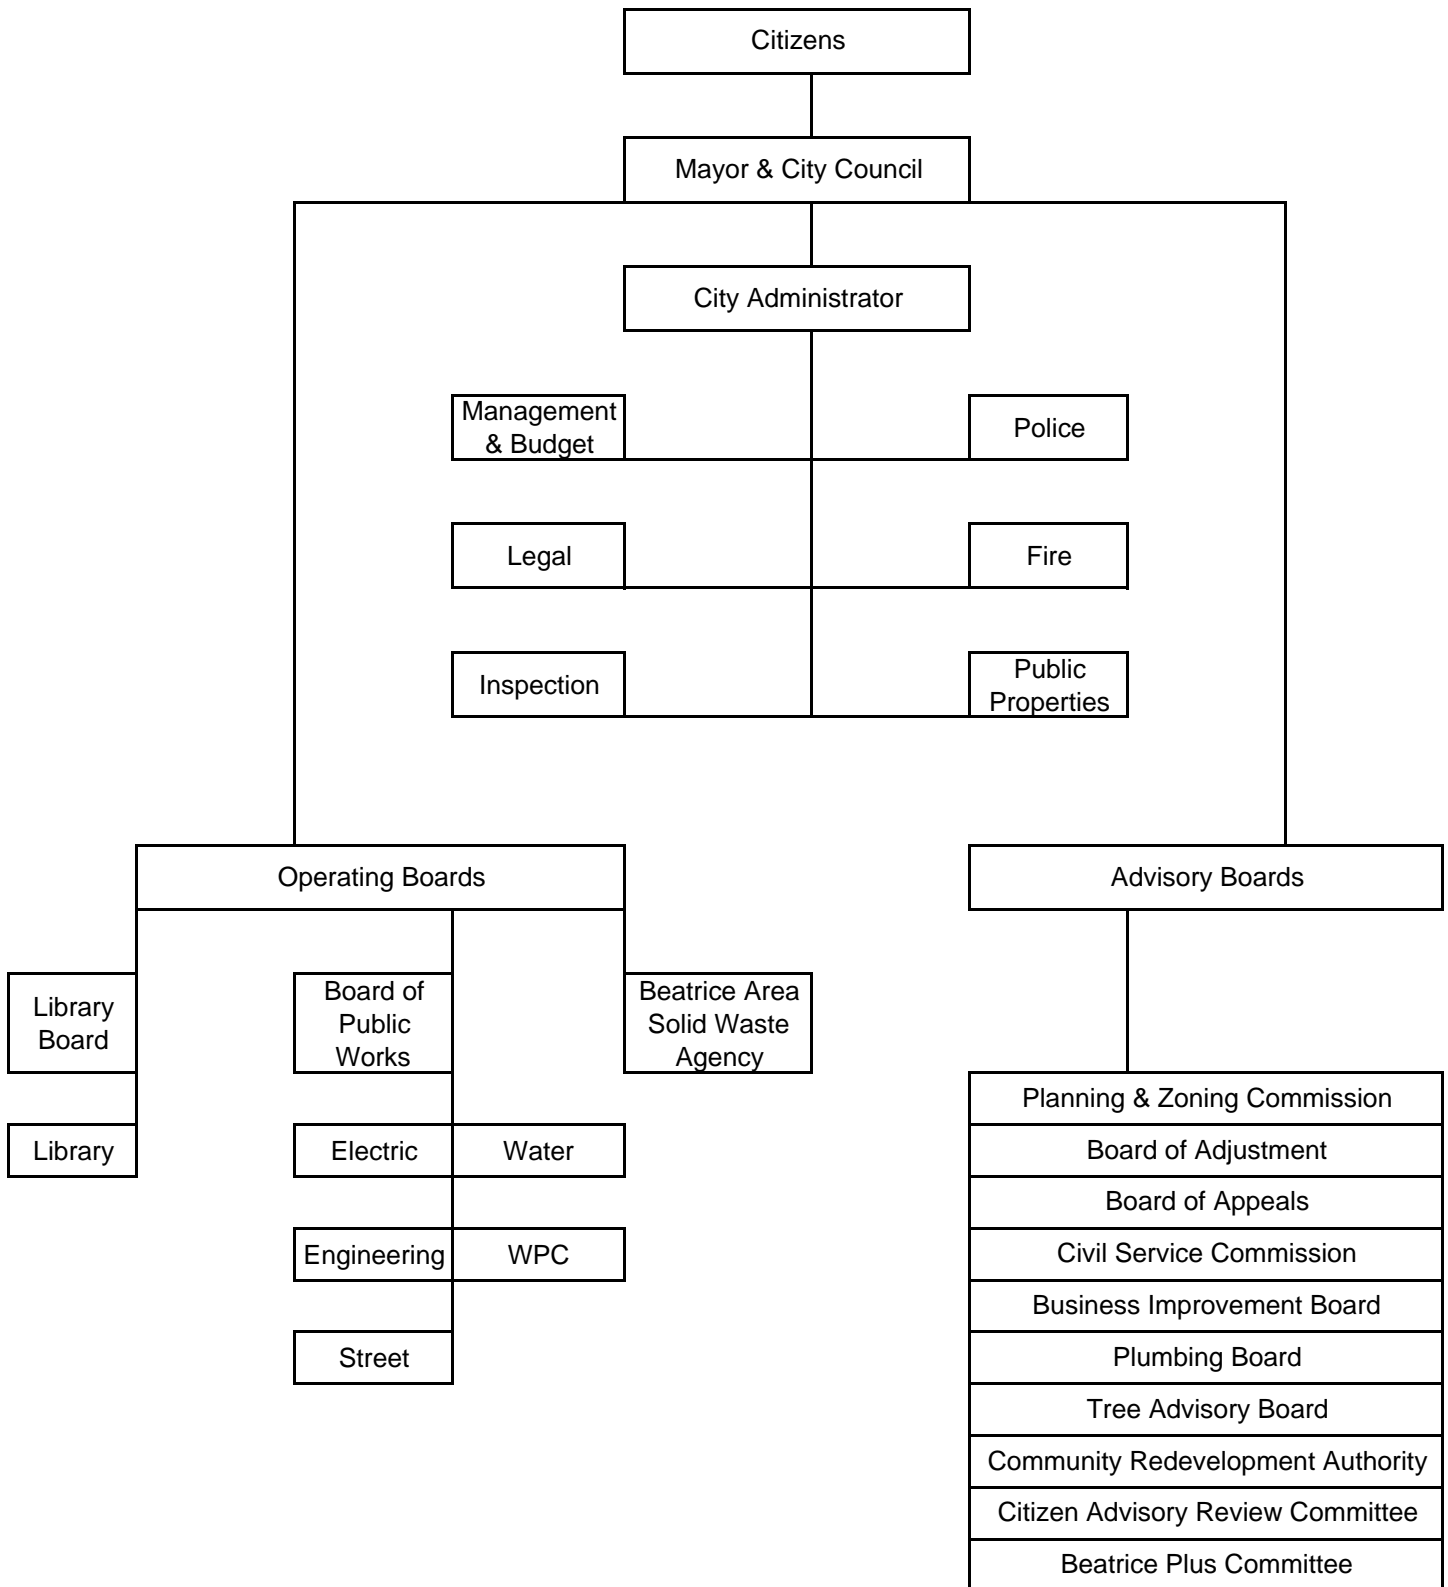 Citizens
Mayor & City Council
City Administrator
Management
& Budget
Police
Legal
Fire
Inspection
Public
Properties
Operating Boards
Advisory Boards
Library
Board
Board of
Public
Works
Beatrice Area
Solid Waste
Agency
Library
Electric
Water
Engineering
WPC
Street
Planning & Zoning Commission
Board of Adjustment
Board of Appeals
Civil Service Commission
Business Improvement Board
Plumbing Board
Tree Advisory Board
Community Redevelopment Authority
Citizen Advisory Review Committee
Beatrice Plus Committee